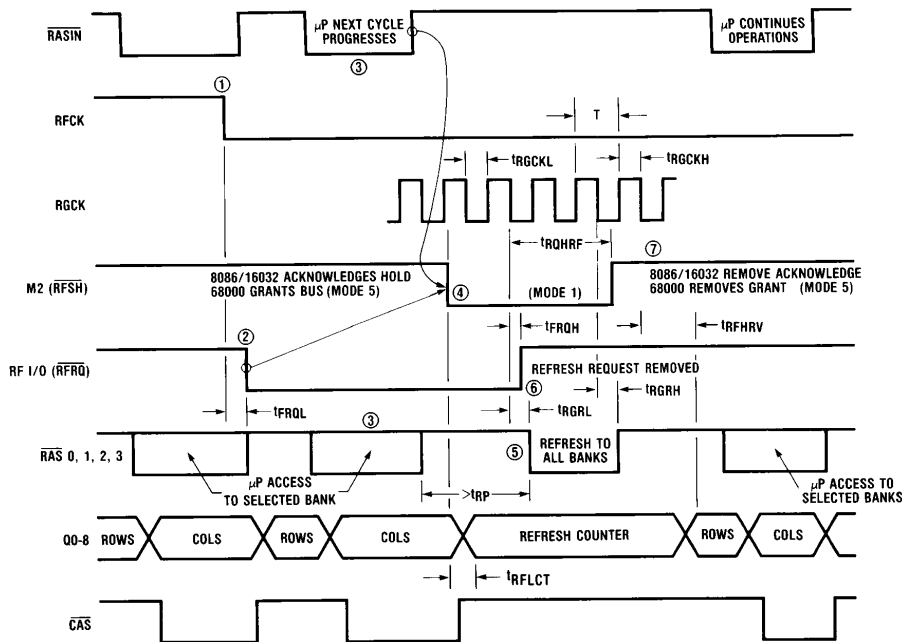 RASIN
μP NEXT CYCLE
PROGRESSES
③
μP CONTINUES
OPERATIONS
①
RFCK
T
tRGCKL
tRGCKH
RGCK
tRQHRF
⑦
M2 (RFSH)
8086/16032 ACKNOWLEDGES HOLD
68000 GRANTS BUS (MODE 5)
④
(MODE 1)
8086/16032 REMOVE ACKNOWLEDGE
68000 REMOVES GRANT (MODE 5)
②
tFRQH
tRFHRV
RF I/O (RFRQ)
REFRESH REQUEST REMOVED
⑥
tFRQL
tRGRL
tRGRH
③
RAS 0, 1, 2, 3
⑤
REFRESH TO
ALL BANKS
μP ACCESS
TO SELECTED BANK
>tRP
μP ACCESS TO
SELECTED BANKS
Q0-8
ROWS
COLS
ROWS
COLS
REFRESH COUNTER
ROWS
COLS
tRFLCT
CAS